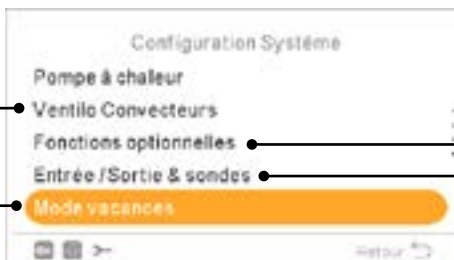 Configuration Système
Pompe à chaleur
Ventilo Convecteurs
Fonctions optionnelles
Entrée / Sortie & sondes
Mode vacances
Retour